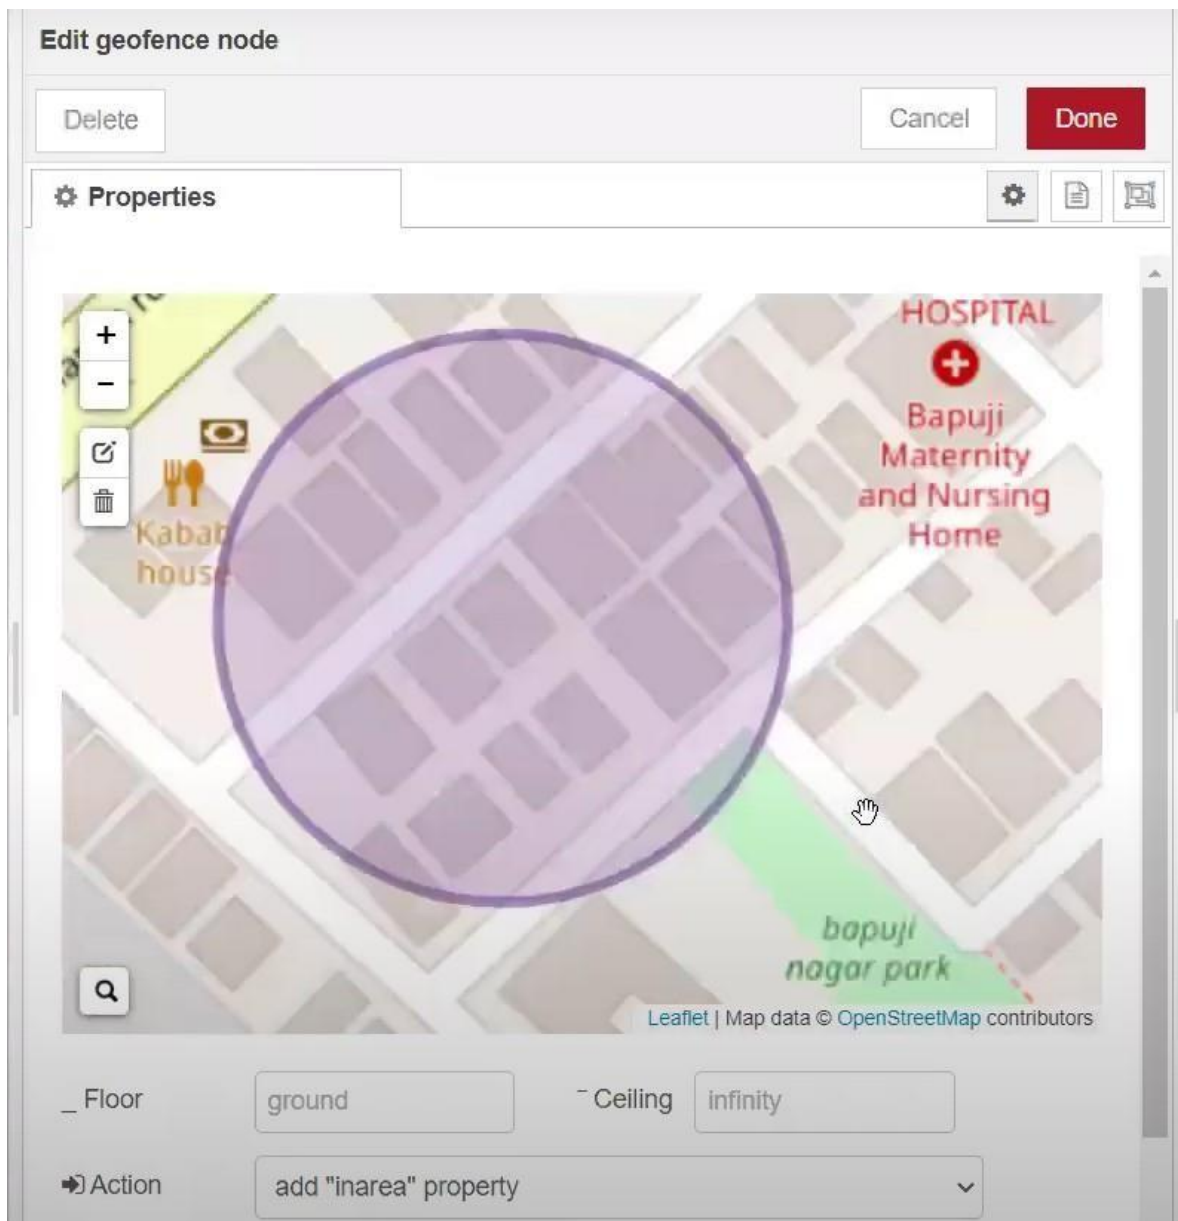 Edit geofence node
Delete
Cancel
Done
Properties
+
−
HOSPITAL
Bapuji
Maternity
and Nursing
Home
Kabab
house
bapuji
nagar park
Leaflet | Map data © OpenStreetMap contributors
_ Floor
ground
‾ Ceiling
infinity
Action
add "inarea" property